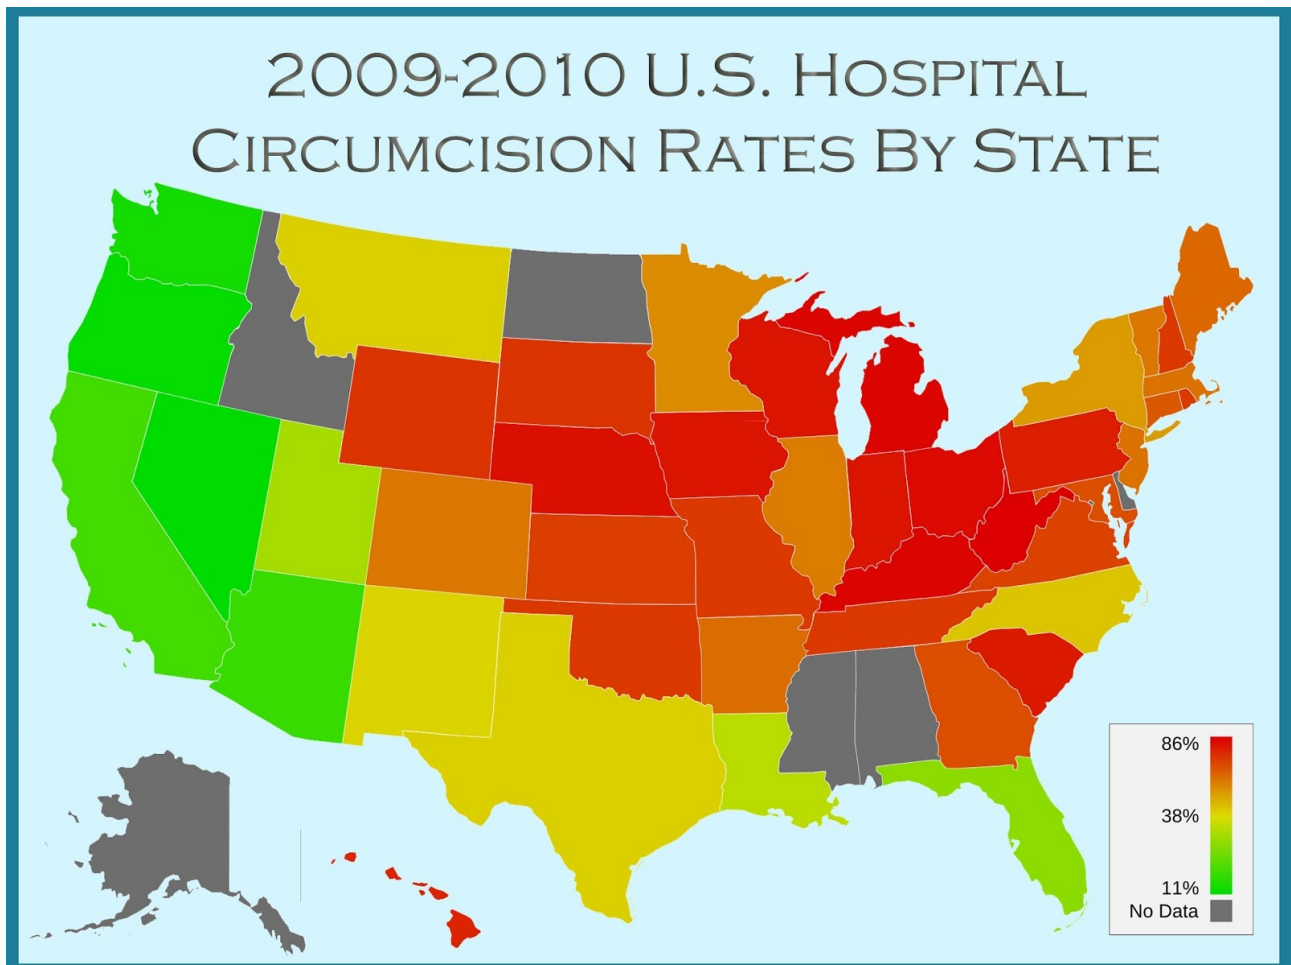 2009-2010 U.S. Hospital
Circumcision Rates By State
86%
38%
11%
No Data